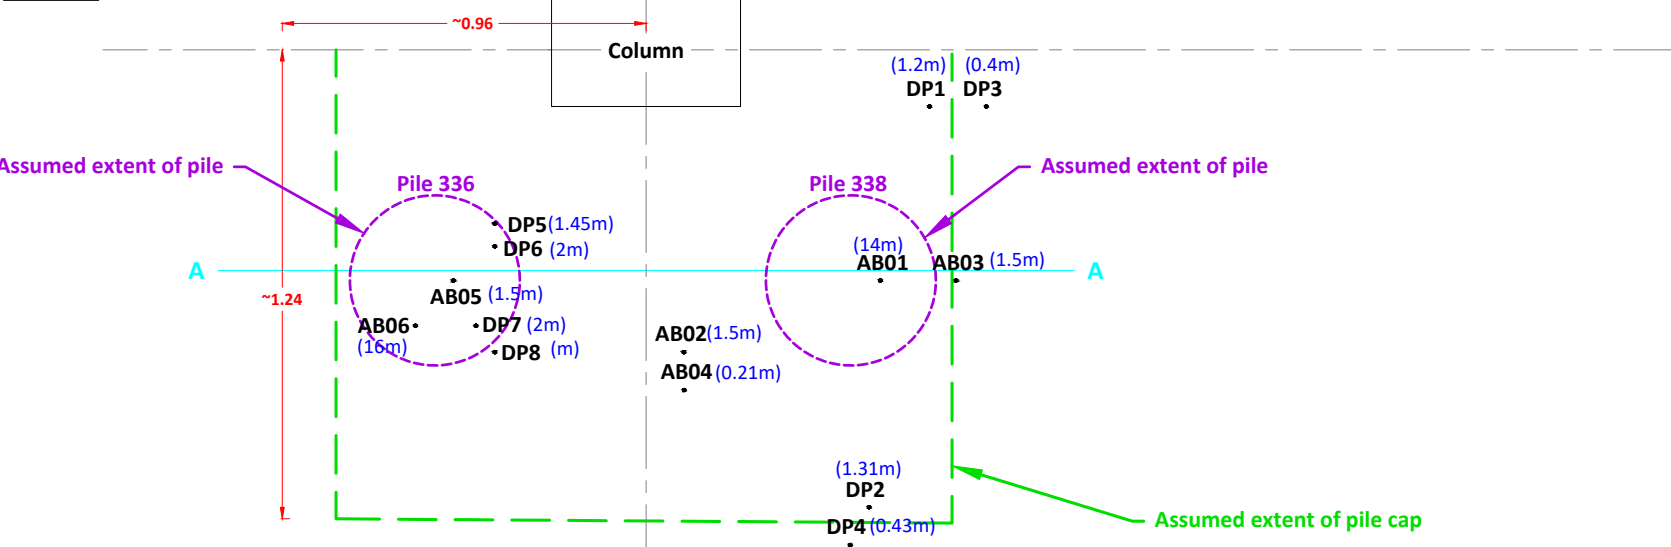 ~0.96
Column
(1.2m) (0.4m)
DP1 DP3
Assumed extent of pile
Assumed extent of pile
Pile 336
Pile 338
DP5 (1.45m)
DP6 (2m)
(14m)
A
AB01
AB03 (1.5m)
A
~1.24
AB05 (1.5m)
AB06
(16m)
DP7 (2m)
AB02 (1.5m)
DP8 (m)
AB04 (0.21m)
(1.31m)
DP2
DP4 (0.43m)
Assumed extent of pile cap